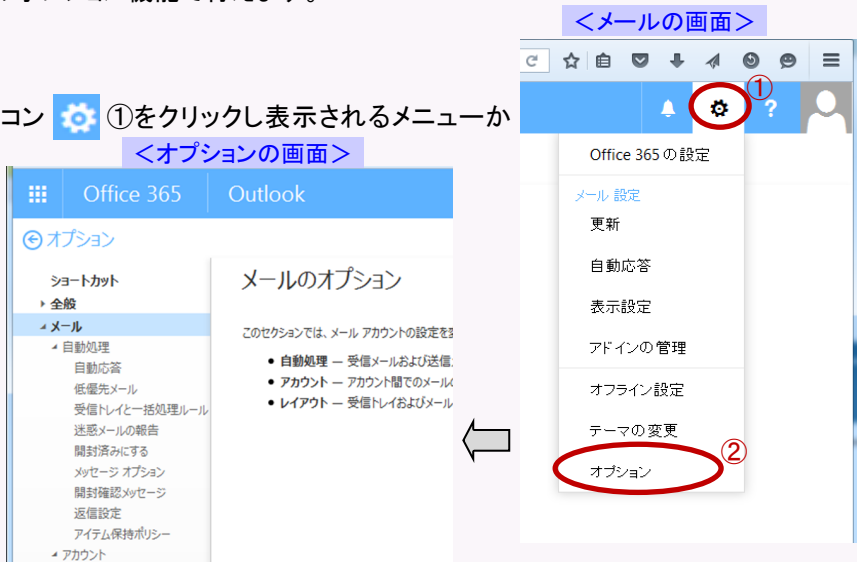 <メールの画面>
コン ①をクリックし表示されるメニューか
<オプションの画面>
①
?
Office 365 の設定
メール 設定
更新
自動応答
表示設定
アドインの管理
オフライン設定
テーマの変更
②
オプション
Office 365 Outlook
オプション
ショートカット
全般
メール
自動処理
自動応答
低優先メール
受信トレイと一括処理ルール
迷惑メールの報告
開封済みにする
メッセージ オプション
開封確認メッセージ
返信設定
アイテム保持ポリシー
アカウント
メールのオプション
このセクションでは、メール アカウントの設定を
自動処理 — 受信メールおよび送信
アカウント — アカウント間でのメール
レイアウト — 受信トレイおよびメール